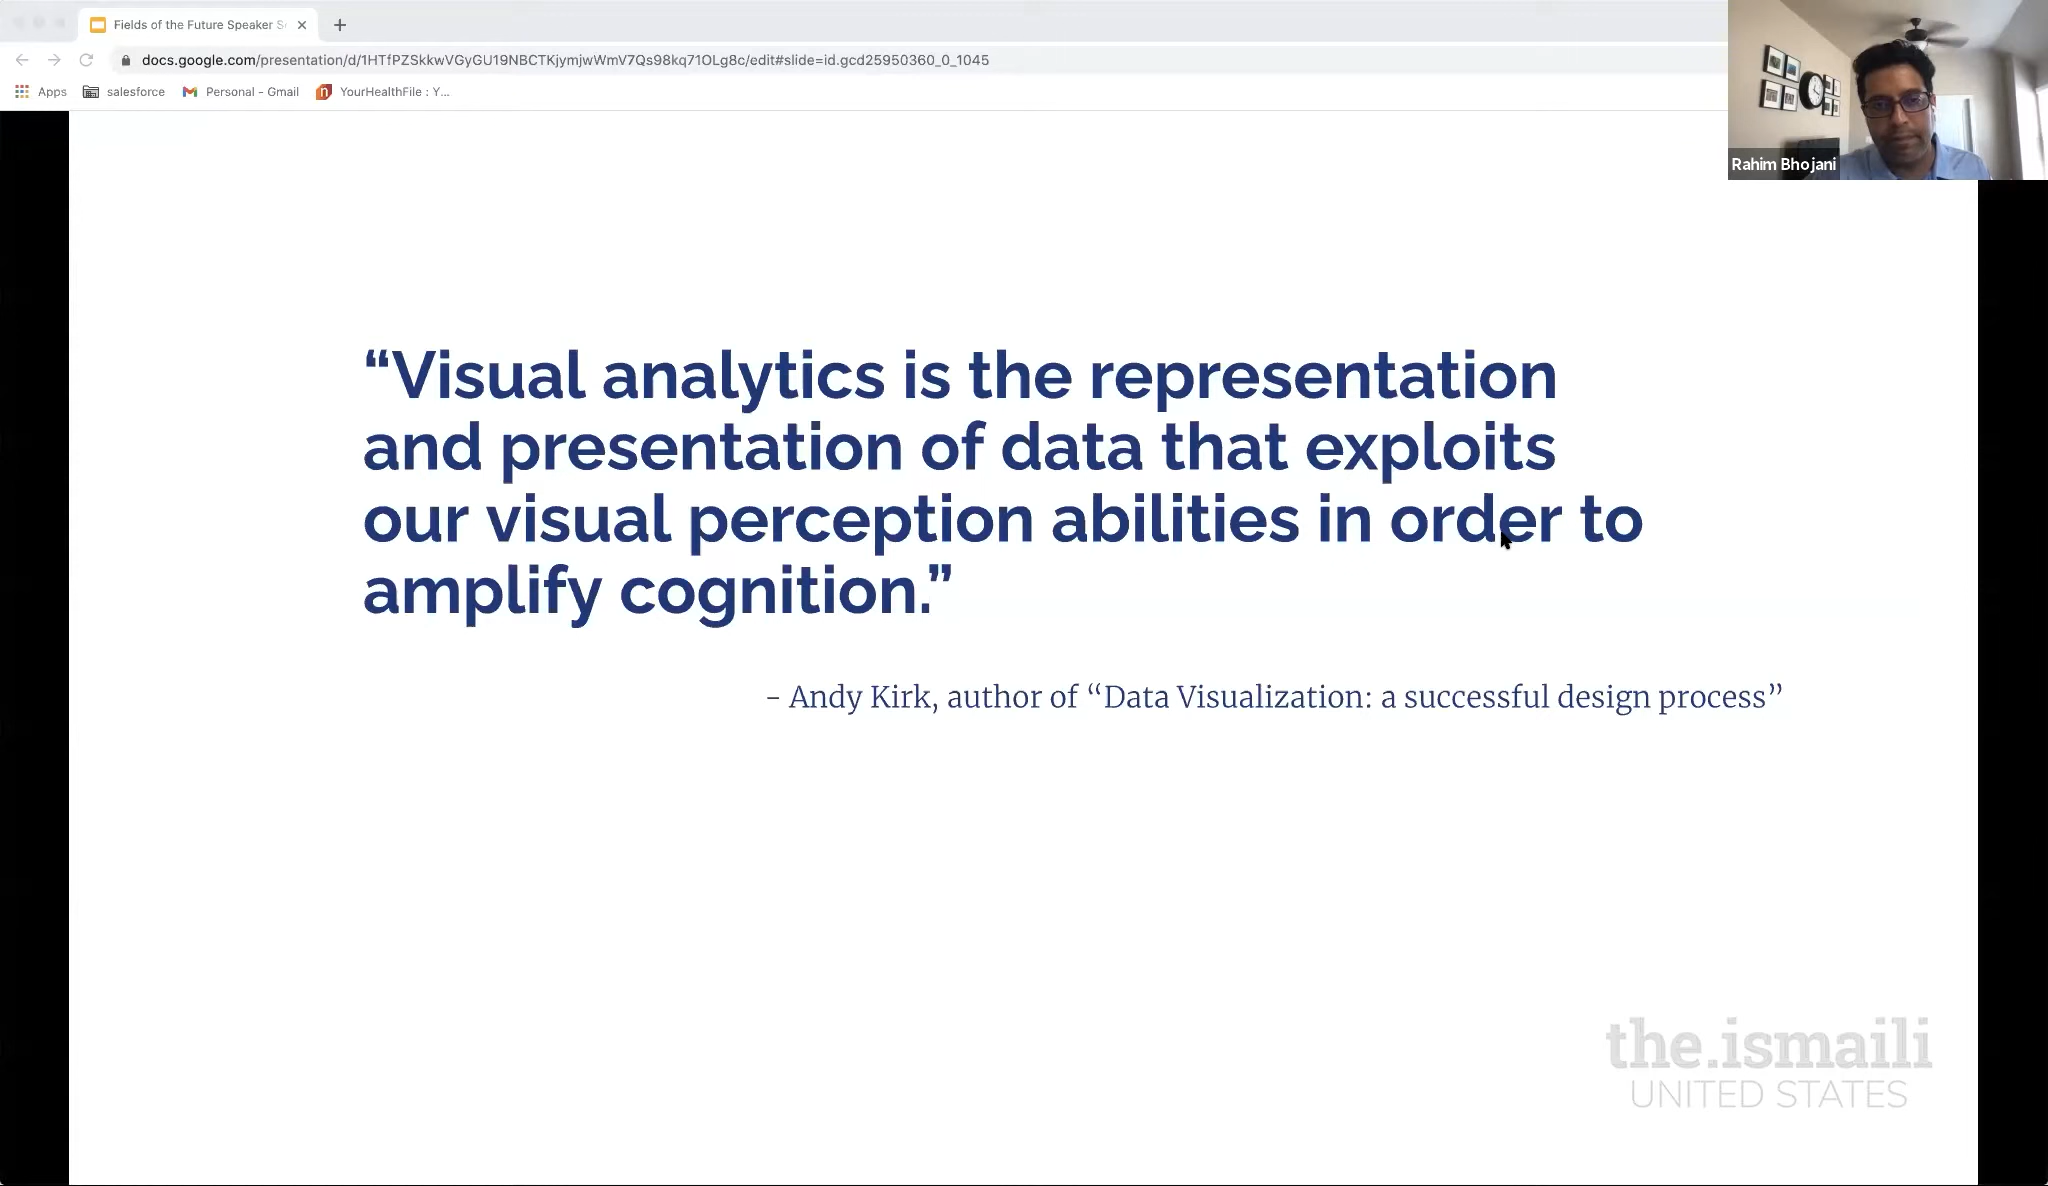 Fields of the Future Speaker S
docs.google.com/presentation/d/1HTfPZSkkwVGyGU19NBCTKjymjwWmV7Qs98kq71OLg8c/edit#slide=id.gcd25950360_0_1045
Apps salesforce Personal - Gmail YourHealthFile : Y...
Rahim Bhojani
“Visual analytics is the representation
and presentation of data that exploits
our visual perception abilities in order to
amplify cognition.”
- Andy Kirk, author of “Data Visualization: a successful design process”
the.ismaili
UNITED STATES